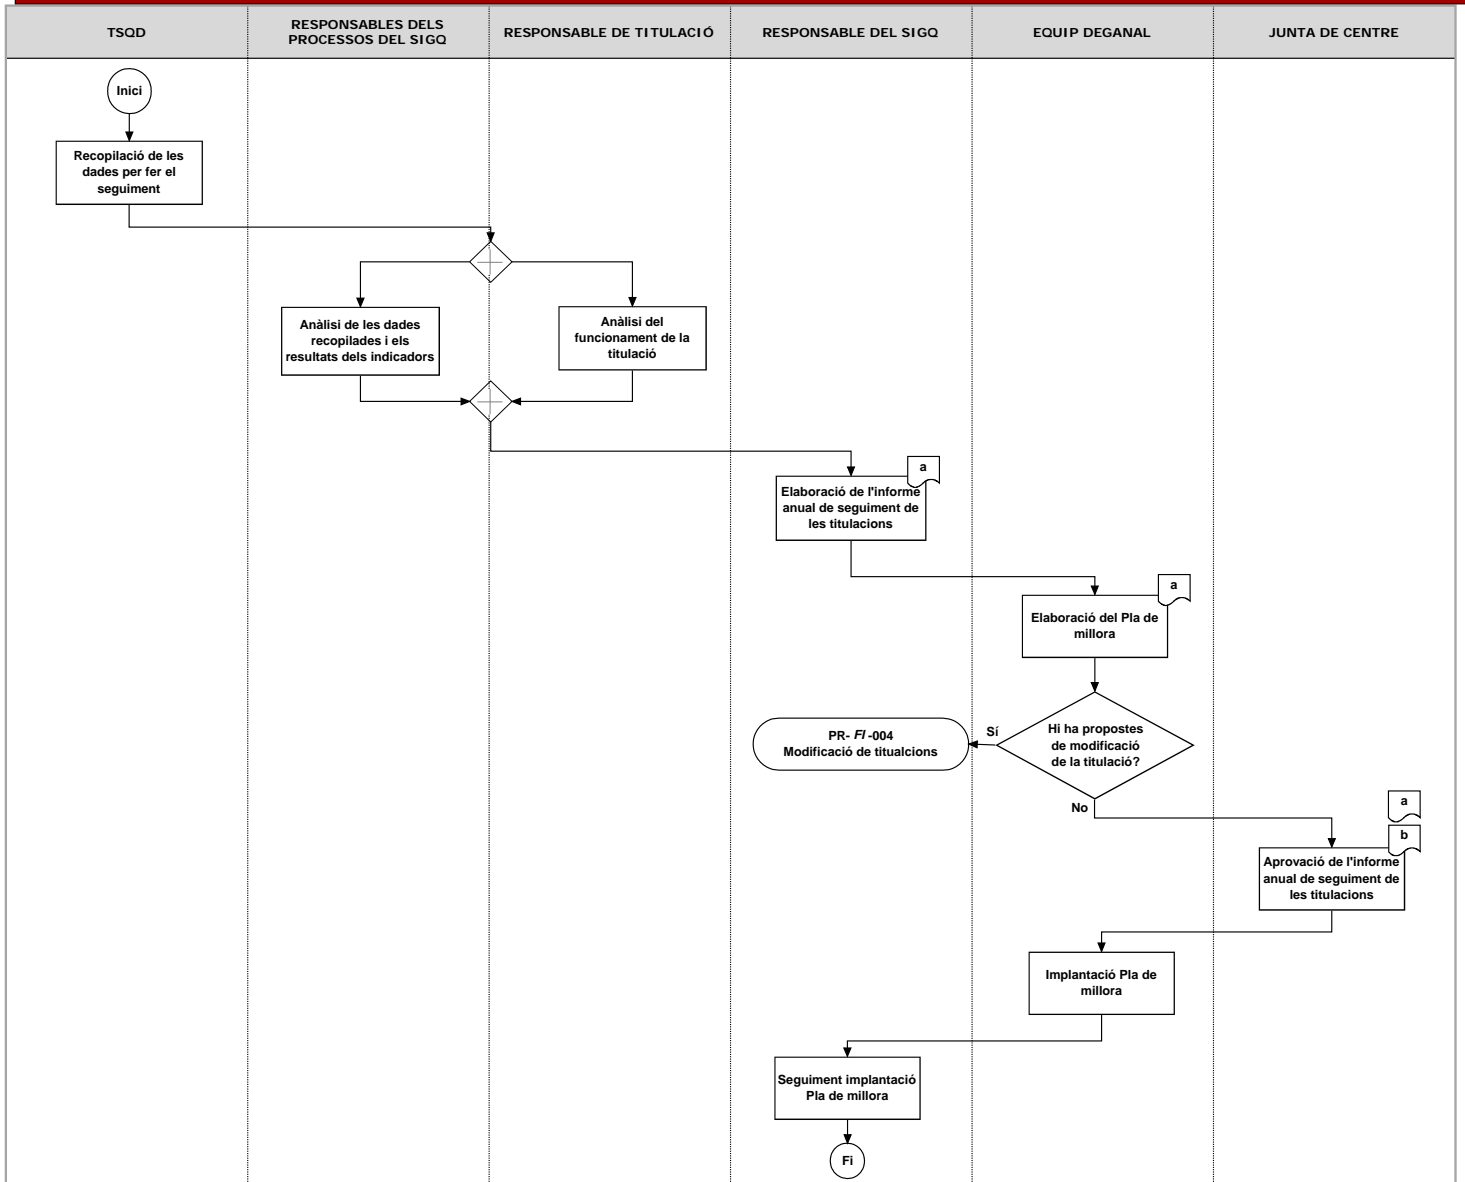 TSQD
RESPONSABLES DELS
PROCESSOS DEL SIGQ
RESPONSABLE DE TITULACIÓ
RESPONSABLE DEL SIGQ
EQUIP DEGANAL
JUNTA DE CENTRE
Inici
Recopilació de les
dades per fer el
seguiment
Anàlisi de les dades
recopilades i els
resultats dels indicadors
Anàlisi del
funcionament de la
titulació
a
Elaboració de l'informe
anual de seguiment de
les titulacions
a
Elaboració del Pla de
millora
Hi ha propostes
de modificació
de la titulació?
Sí
PR- FI -004
Modificació de titualcions
No
a
b
Aprovació de l'informe
anual de seguiment de
les titulacions
Implantació Pla de
millora
Seguiment implantació
Pla de millora
Fi